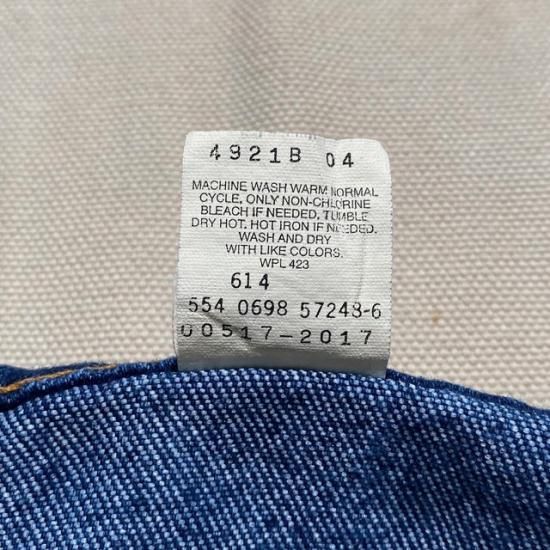 4921B 04
MACHINE WASH WARM NORMAL
CYCLE, ONLY NON-CHLORINE
BLEACH IF NEEDED. TUMBLE
DRY HOT. HOT IRON IF NEEDED.
WASH AND DRY
WITH LIKE COLORS.
WPL 423
614
554 0698 57248-6
00517-2017